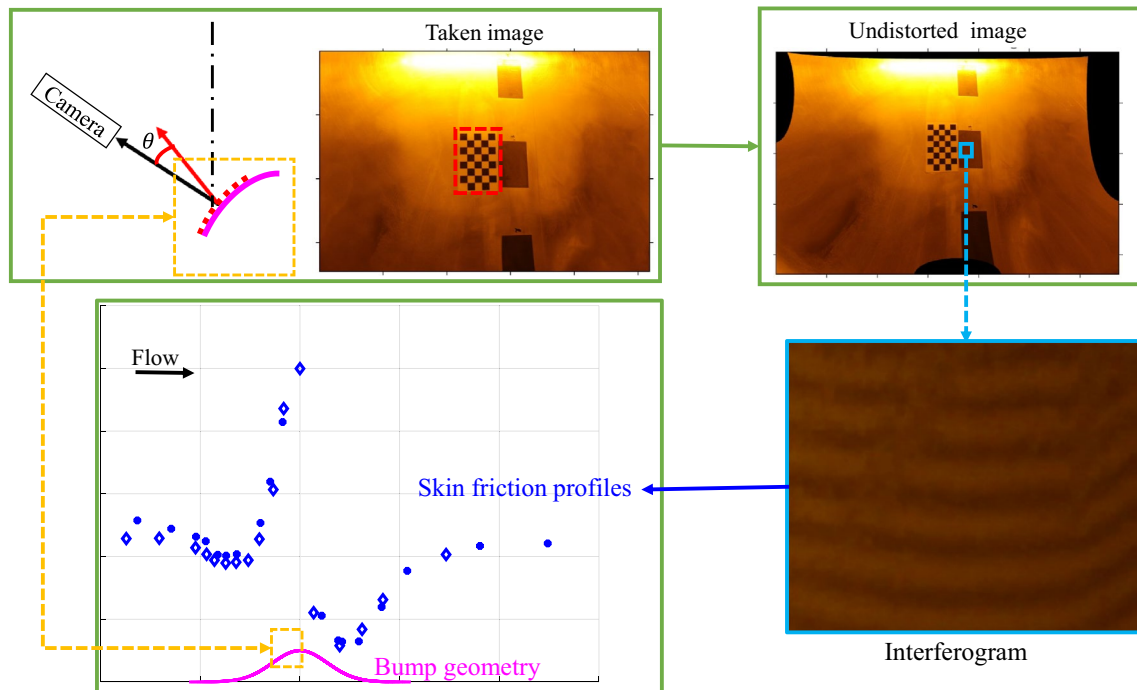 Taken image
Undistorted  image
Camera
θ
Flow
Skin friction profiles
Bump geometry
Interferogram